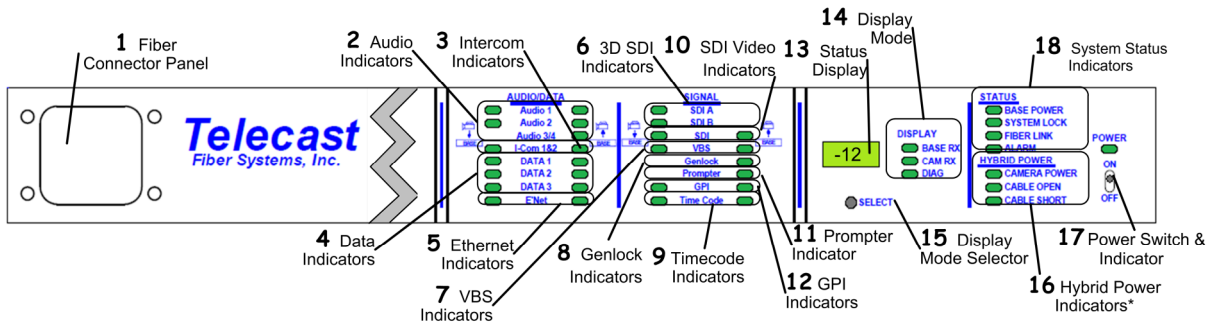 1 Fiber
Connector Panel
2 Audio
Indicators
3 Intercom
Indicators
6 3D SDI
Indicators
10 SDI Video
Indicators
13 Status
Display
14 Display
Mode
18 System Status
Indicators
Telecast
Fiber Systems, Inc.
AUDIO/DATA
Audio 1
Audio 2
Audio 3/4
I-Com 1&2
DATA 1
DATA 2
DATA 3
E'Net
BASE
BASE
SIGNAL
SDI A
SDI B
SDI
VBS
Genlock
Prompter
GPI
Time Code
BASE
BASE
-12
DISPLAY
BASE RX
CAM RX
DIAG
SELECT
STATUS
BASE POWER
SYSTEM LOCK
FIBER LINK
ALARM
HYBRID POWER
CAMERA POWER
CABLE OPEN
CABLE SHORT
POWER
ON
OFF
4 Data
Indicators
5 Ethernet
Indicators
7 VBS
Indicators
8 Genlock
Indicators
9 Timecode
Indicators
11 Prompter
Indicator
12 GPI
Indicators
15 Display
Mode Selector
16 Hybrid Power
Indicators*
17 Power Switch &
Indicator